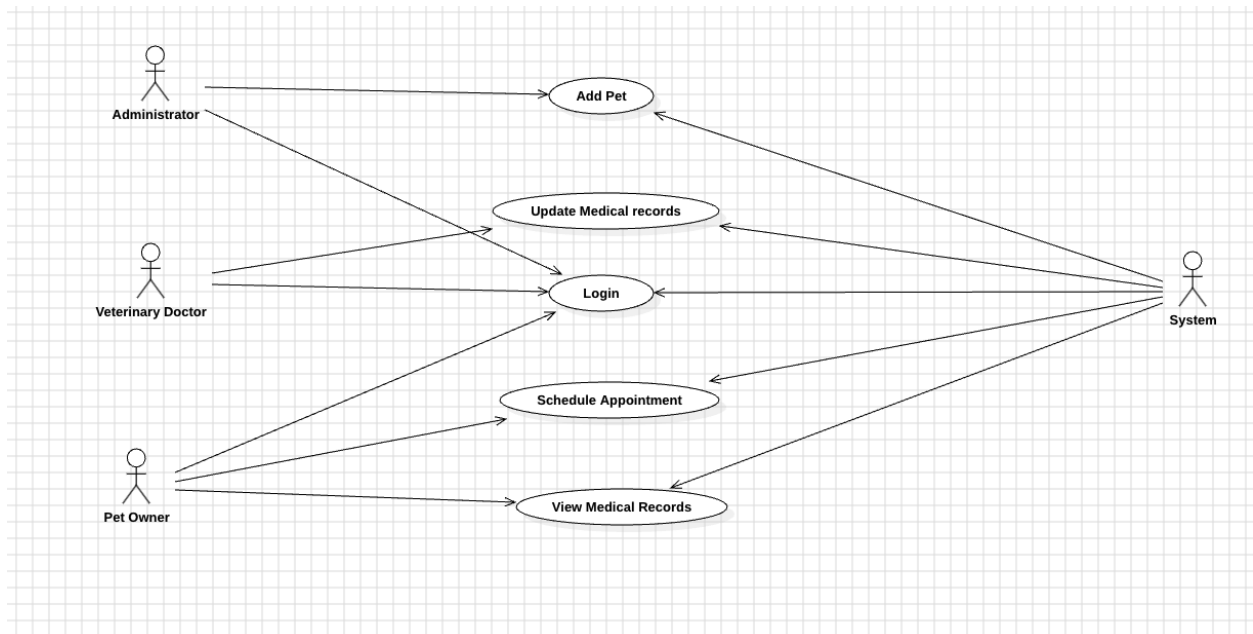 Administrator
Add Pet
Update Medical records
Veterinary Doctor
Login
System
Schedule Appointment
Pet Owner
View Medical Records